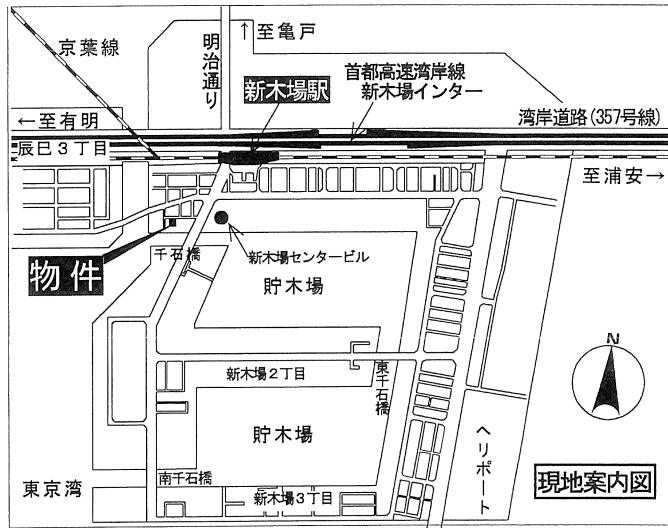 京葉線
明治通り
↑至亀戸
首都高速湾岸線
新木場インター
新木場駅
湾岸道路(357号線)
←至有明
辰巳3丁目
至浦安→
千石橋
新木場センタービル
物件
貯木場
N
新木場2丁目
東千石橋
貯木場
ヘリポート
東京湾
南千石橋
新木場3丁目
現地案内図